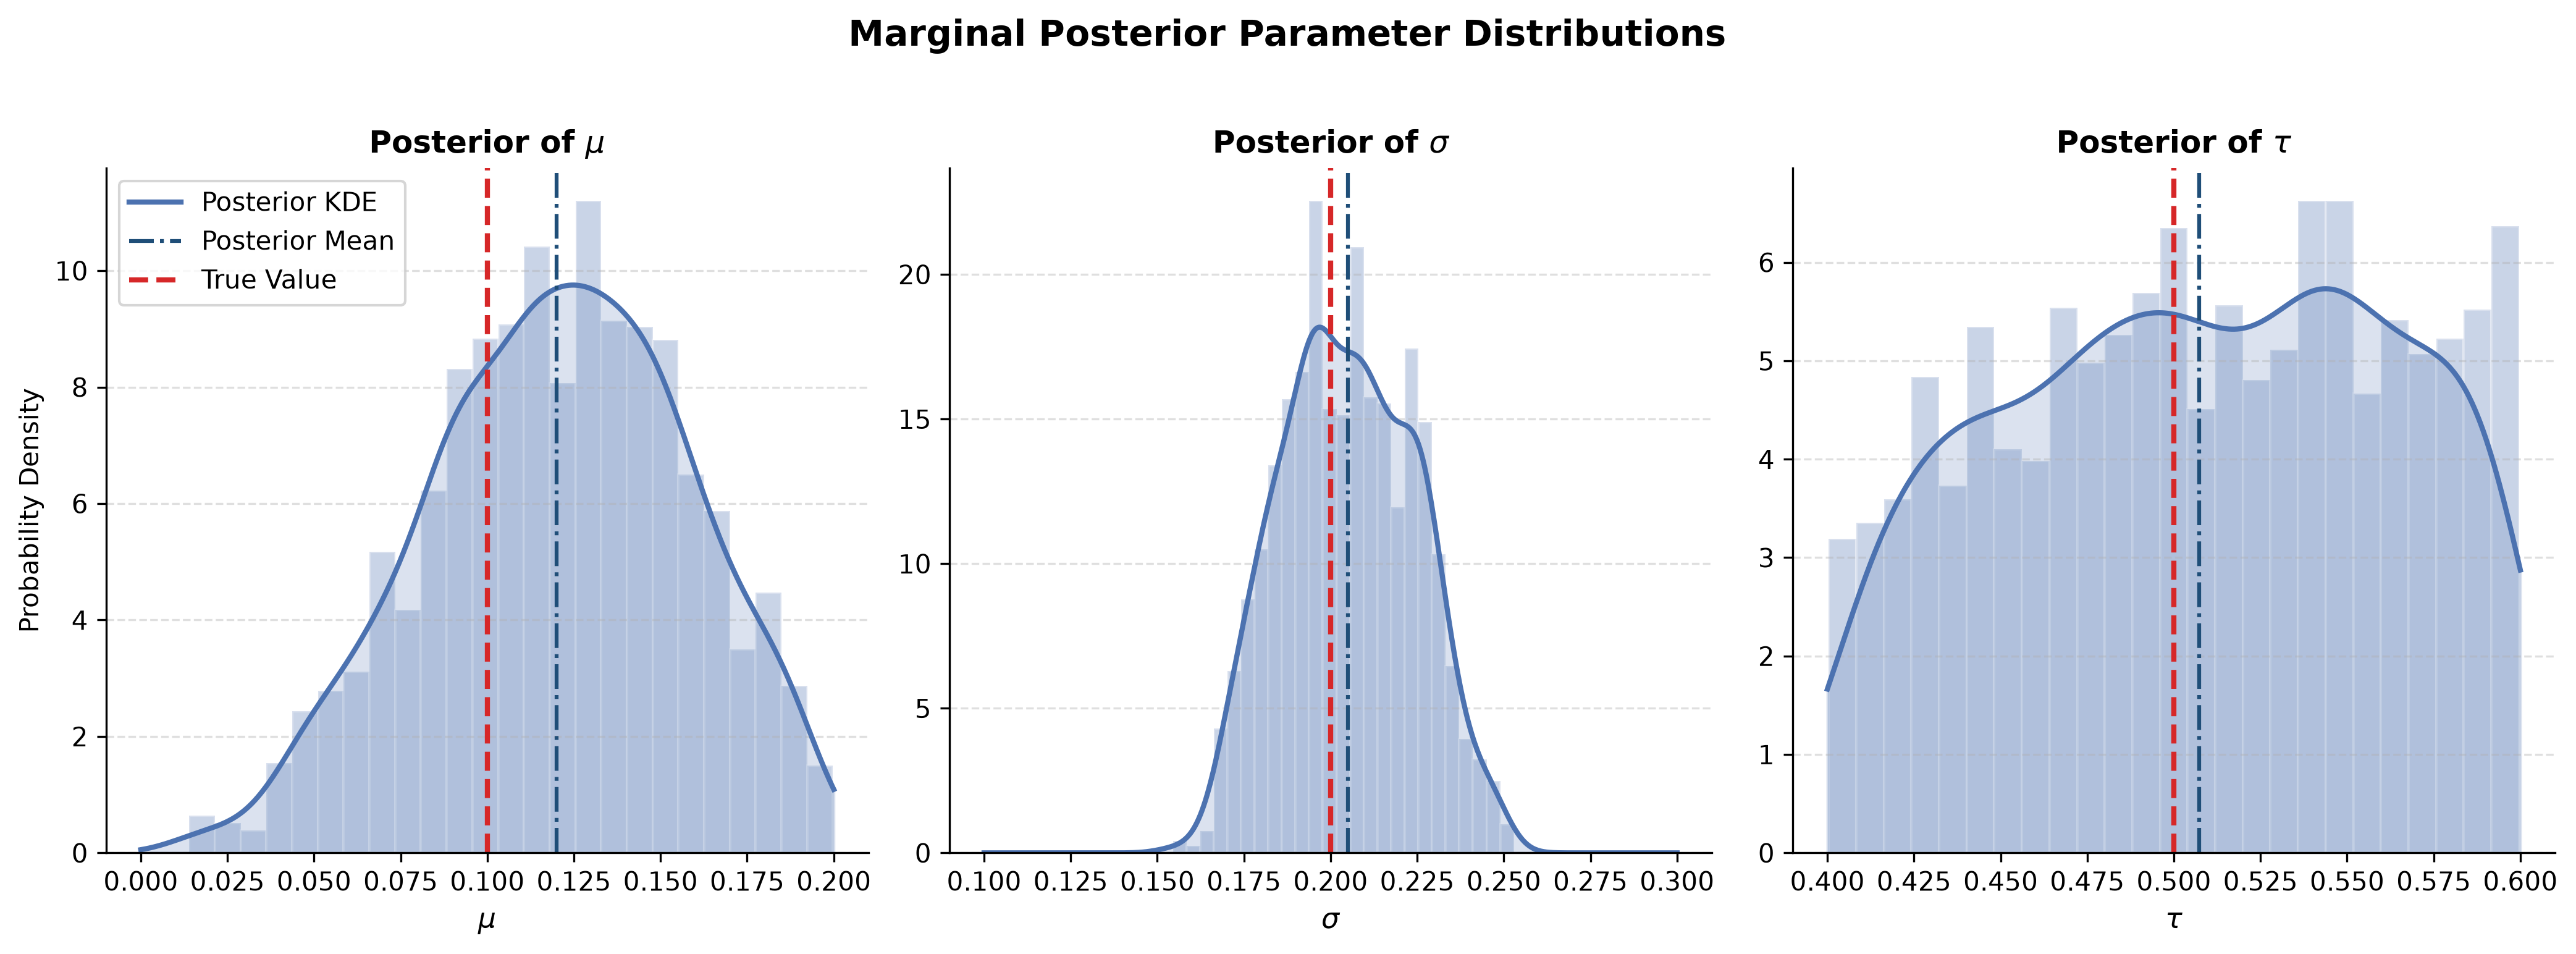 Marginal Posterior Parameter Distributions
Posterior of μ
Posterior KDE
Posterior Mean
True Value
Probability Density
10
8
6
4
2
0
0.000 0.025 0.050 0.075 0.100 0.125 0.150 0.175 0.200
μ
Posterior of σ
20
15
10
5
0
0.100 0.125 0.150 0.175 0.200 0.225 0.250 0.275 0.300
σ
Posterior of τ
6
5
4
3
2
1
0
0.400 0.425 0.450 0.475 0.500 0.525 0.550 0.575 0.600
τ